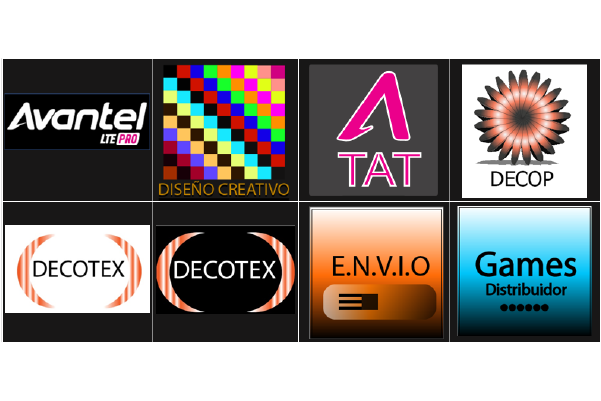 Avantel
LTE PRO
DISEÑO CREATIVO
TAT
DECOP
DECOTEX
DECOTEX
E.N.V.I.O
Games
Distribuidor